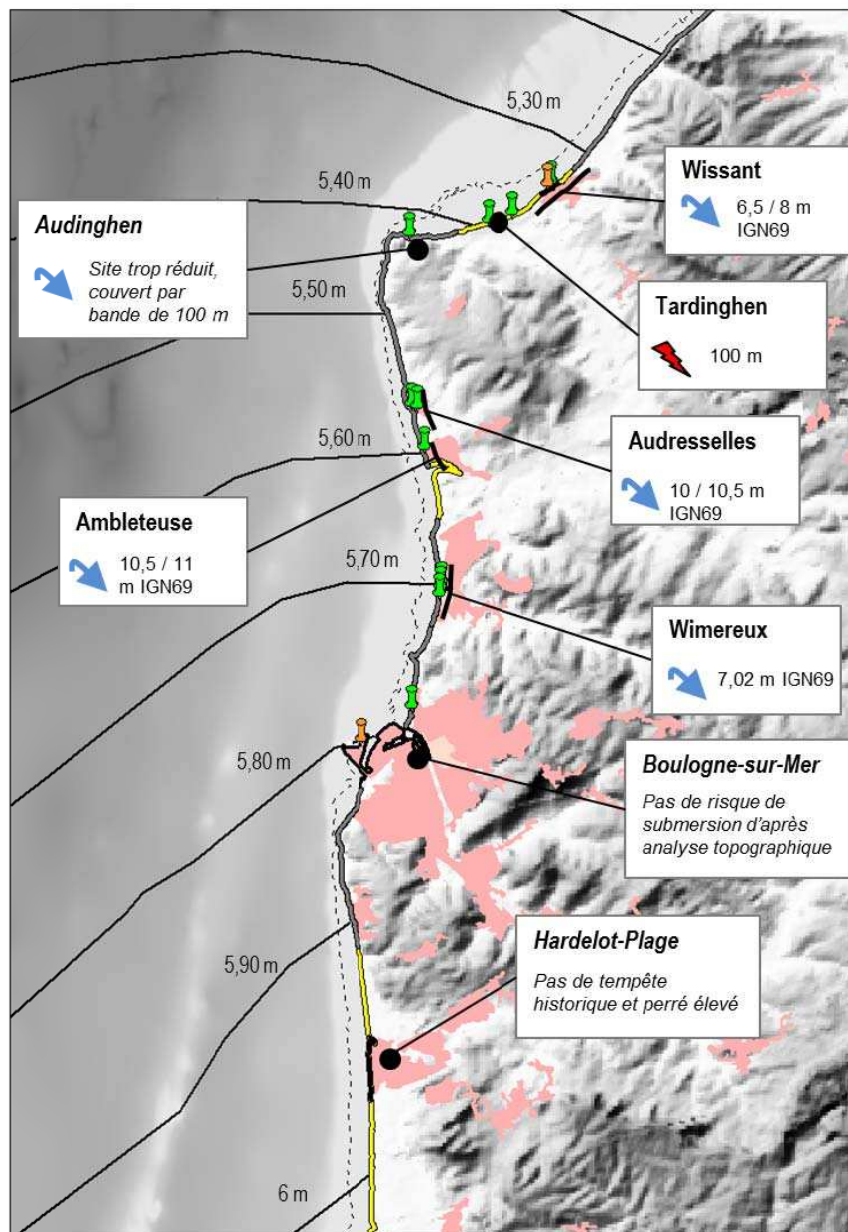 5,30 m
Wissant
6,5 / 8 m
IGN69
5,40 m
Audinghen
Site trop réduit,
couvert par
bande de 100 m
5,50 m
Tardinghen
100 m
Audresselles
10 / 10,5 m
IGN69
5,60 m
Ambleteuse
10,5 / 11
m IGN69
5,70 m
Wimereux
7,02 m IGN69
5,80 m
Boulogne-sur-Mer
Pas de risque de
submersion d'après
analyse topographique
5,90 m
Hardelot-Plage
Pas de tempête
historique et perré élevé
6 m